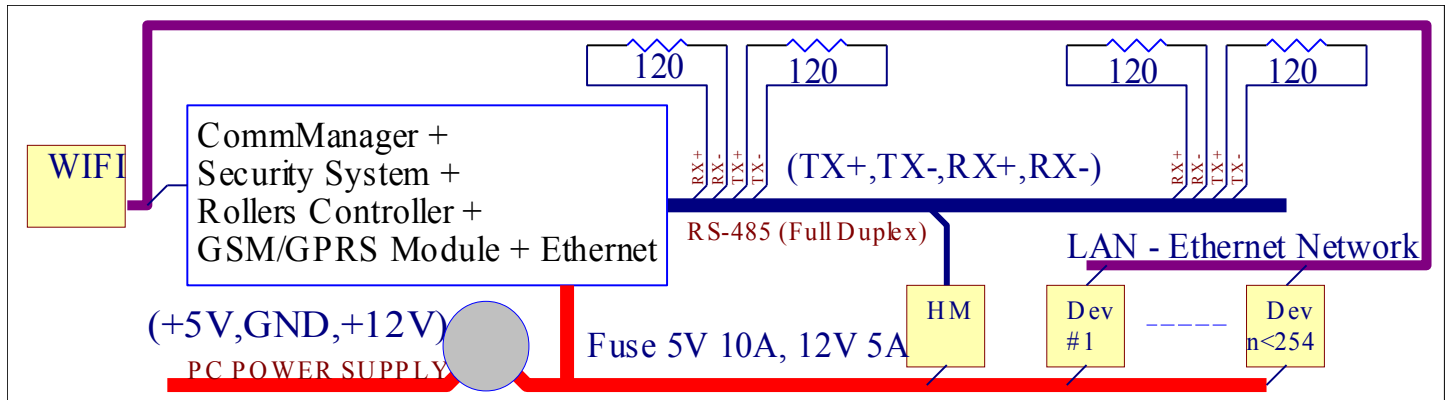 120
120
120
120
WIFI
CommManager +
Security System +
Rollers Controller +
GSM/GPRS Module + Ethernet
RX+
RX-
TX+
TX-
(TX+,TX-,RX+,RX-)
RX+
RX-
TX+
TX-
RS-485 (Full Duplex)
LAN - Ethernet Network
(+5V,GND,+12V)
PC POWER SUPPLY
Fuse 5V 10A, 12V 5A
HM
Dev
#1
Dev
n<254